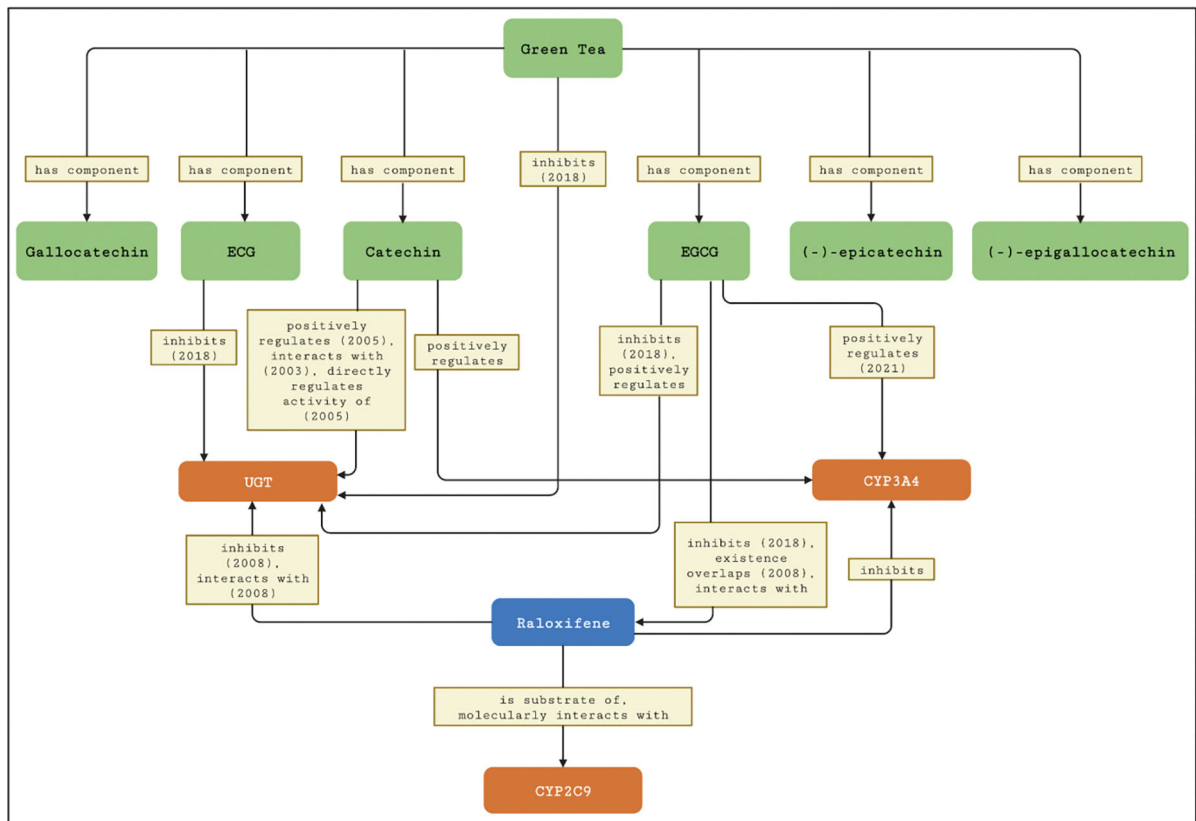 Green Tea
inhibits
(2018)
has component
has component
has component
has component
has component
has component
Gallocatechin
ECG
Catechin
EGCG
(-)-epicatechin
(-)-epigallocatechin
inhibits
(2018)
positively
regulates (2005),
interacts with
(2003), directly
regulates
activity of
(2005)
positively
regulates
inhibits
(2018),
positively
regulates
positively
regulates
(2021)
UGT
CYP3A4
inhibits
(2008),
interacts with
(2008)
inhibits (2018),
existence
overlaps (2008),
interacts with
inhibits
Raloxifene
is substrate of,
molecularly interacts with
CYP2C9